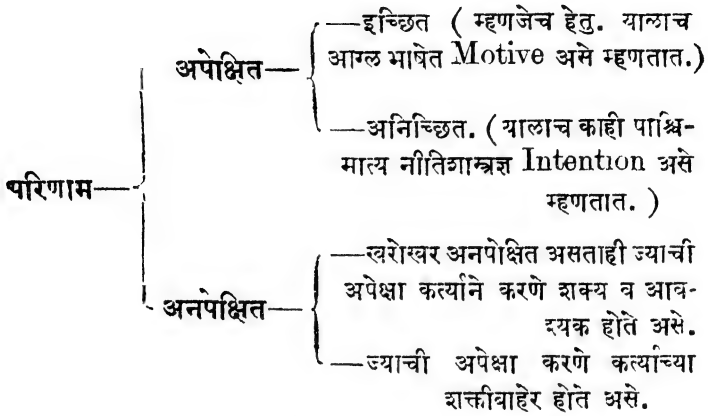 —इच्छित ( म्हणजेच हेतु. यालाच
आग्ल भाषेत Motive असे म्हणतात.)
अपेक्षित—
—अनिच्छित. ( यालाच काही पाश्चि-
मात्य नीतिशास्त्रज्ञ Intention असे
म्हणतात. )
परिणाम—
—खरोखर अनपेक्षित असताही ज्याची
अपेक्षा कर्त्याने करणे शक्य व आव-
श्यक होते असे.
अनपेक्षित—
—ज्याची अपेक्षा करणे कर्त्याच्या
शक्तीबाहेर होते असे.